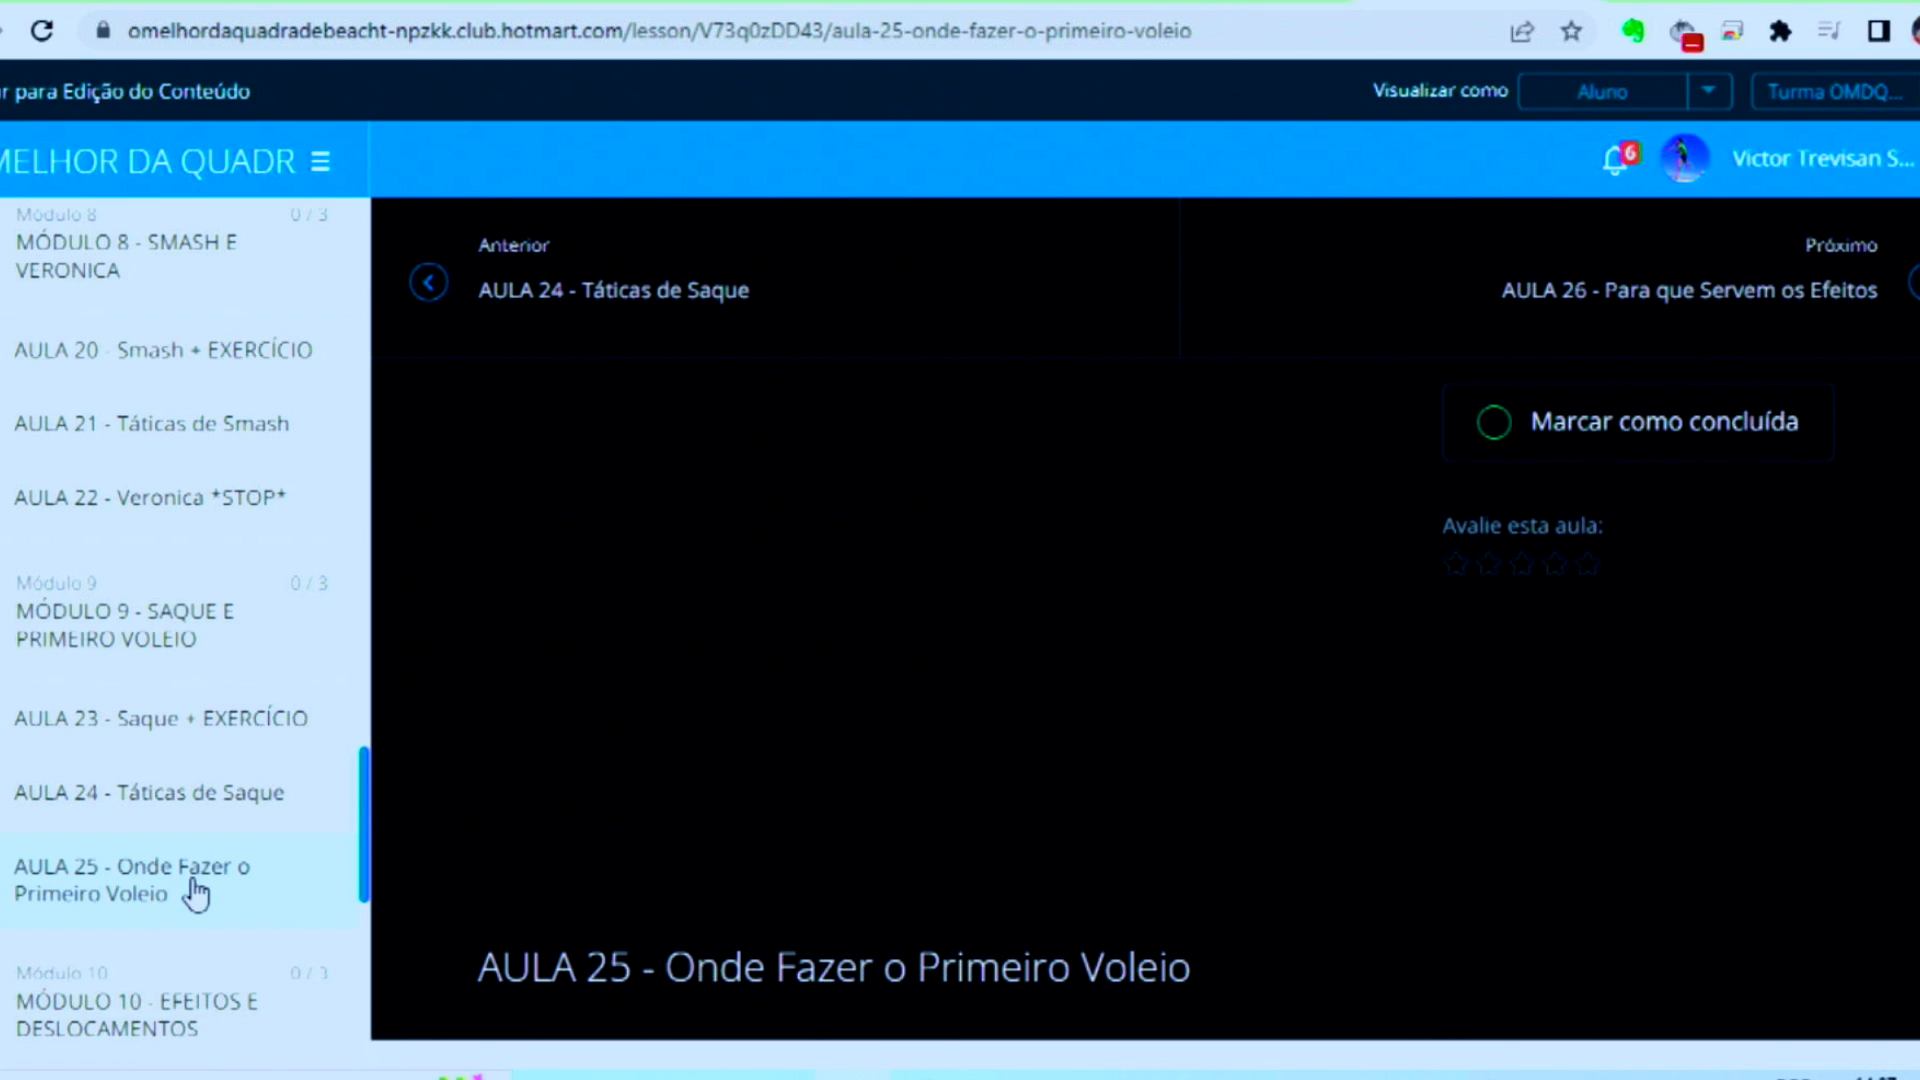 omelhordaquadradebeacht-npzkk.club.hotmart.com/lesson/V73q0zDD43/aula-25-onde-fazer-o-primeiro-voleio
r para Edição do Conteúdo
Visualizar como
Aluno
Turma OMDQ...
MELHOR DA QUADR
6
Victor Trevisan S...
Módulo 8 0 / 3
MÓDULO 8 - SMASH E
VERONICA
AULA 20 - Smash + EXERCÍCIO
AULA 21 - Táticas de Smash
AULA 22 - Veronica *STOP*
Módulo 9 0 / 3
MÓDULO 9 - SAQUE E
PRIMEIRO VOLEIO
AULA 23 - Saque + EXERCÍCIO
AULA 24 - Táticas de Saque
AULA 25 - Onde Fazer o
Primeiro Voleio
Módulo 10 0 / 3
MÓDULO 10 - EFEITOS E
DESLOCAMENTOS
Anterior
AULA 24 - Táticas de Saque
Próximo
AULA 26 - Para que Servem os Efeitos
Marcar como concluída
Avalie esta aula:
AULA 25 - Onde Fazer o Primeiro Voleio